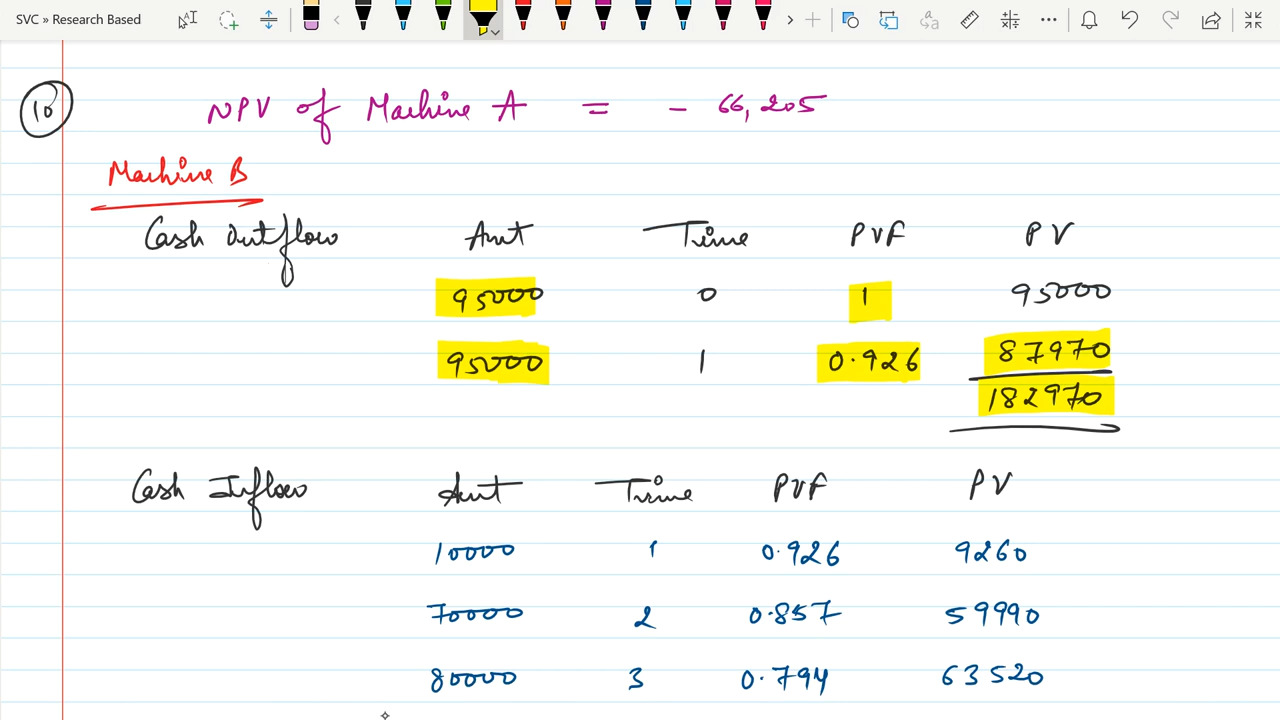 SVC » Research Based
10
NPV of Machine A = - 66,205
Machine B
Cash Outflow Amt Time PVF PV
95000 0 1 95000
95000 1 0.926 87970
182970
Cash Inflow Amt Time PVF PV
10000 1 0.926 9260
70000 2 0.857 59990
80000 3 0.794 63520